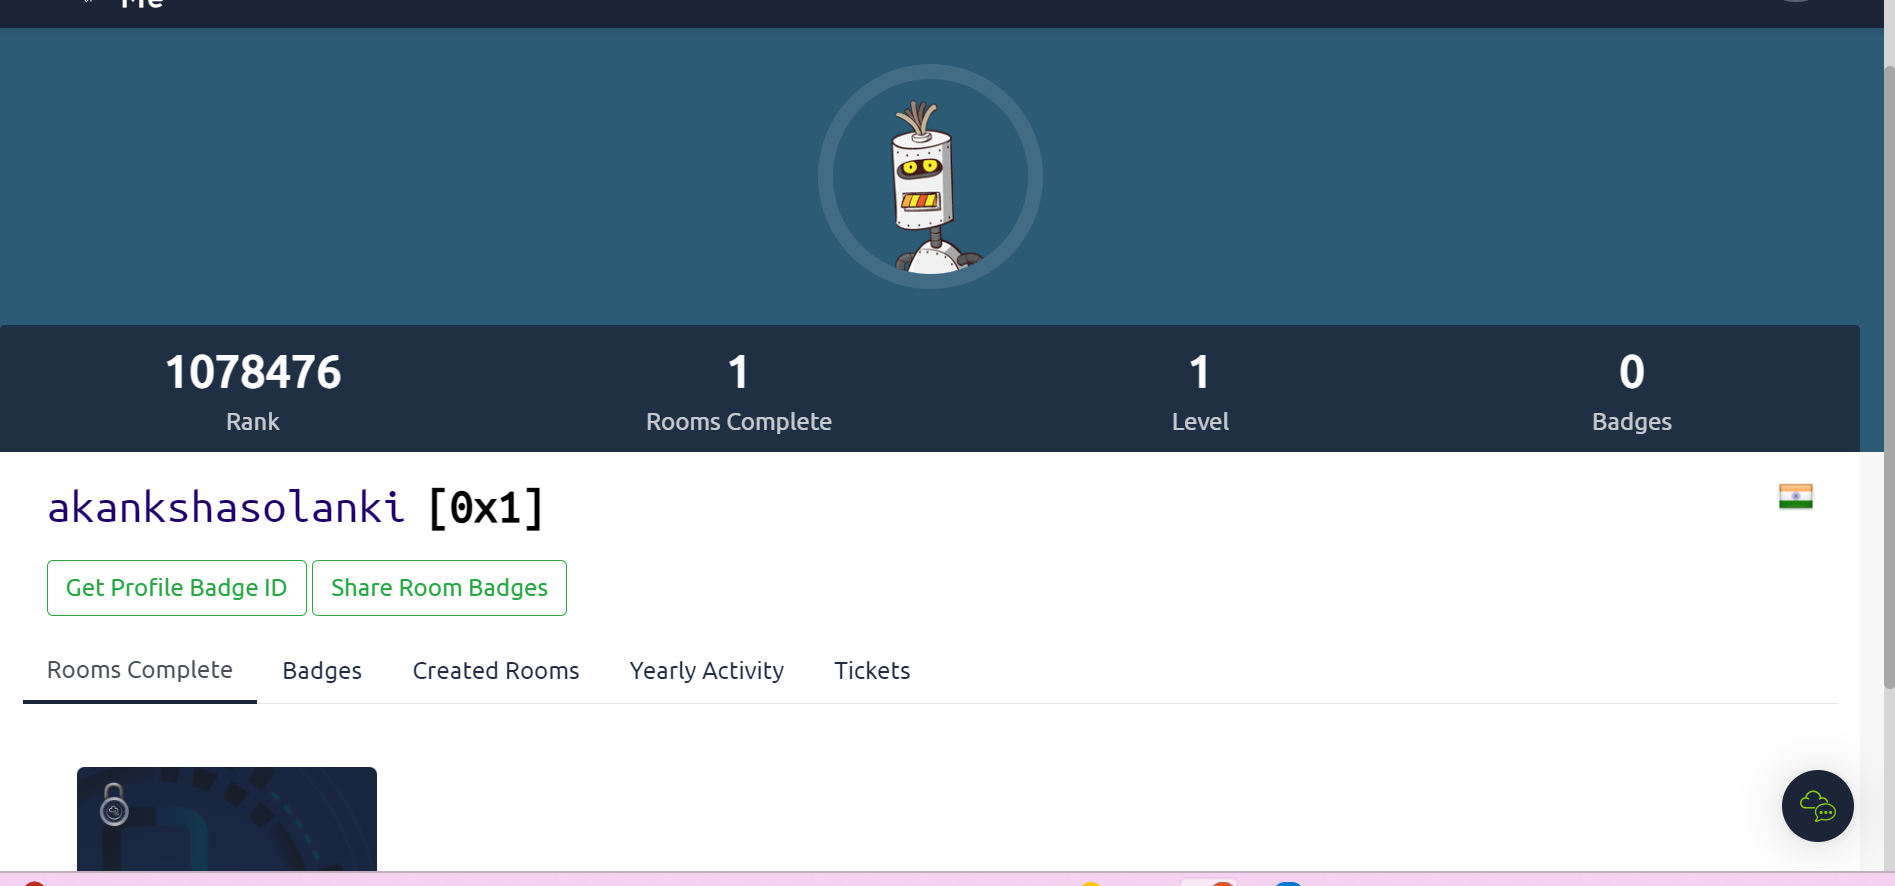 Me
1078476
Rank
1
Rooms Complete
1
Level
0
Badges
akankshasolanki [0x1]
Get Profile Badge ID
Share Room Badges
Rooms Complete
Badges
Created Rooms
Yearly Activity
Tickets